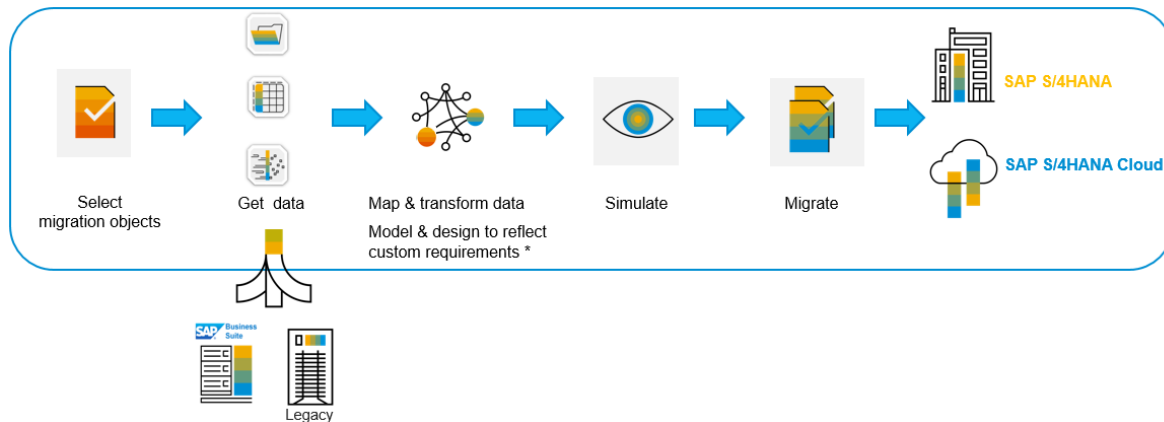 SAP S/4HANA
SAP S/4HANA Cloud
Select
migration objects
Get data
Map & transform data
Model & design to reflect
custom requirements *
Simulate
Migrate
SAP Business
Suite
Legacy